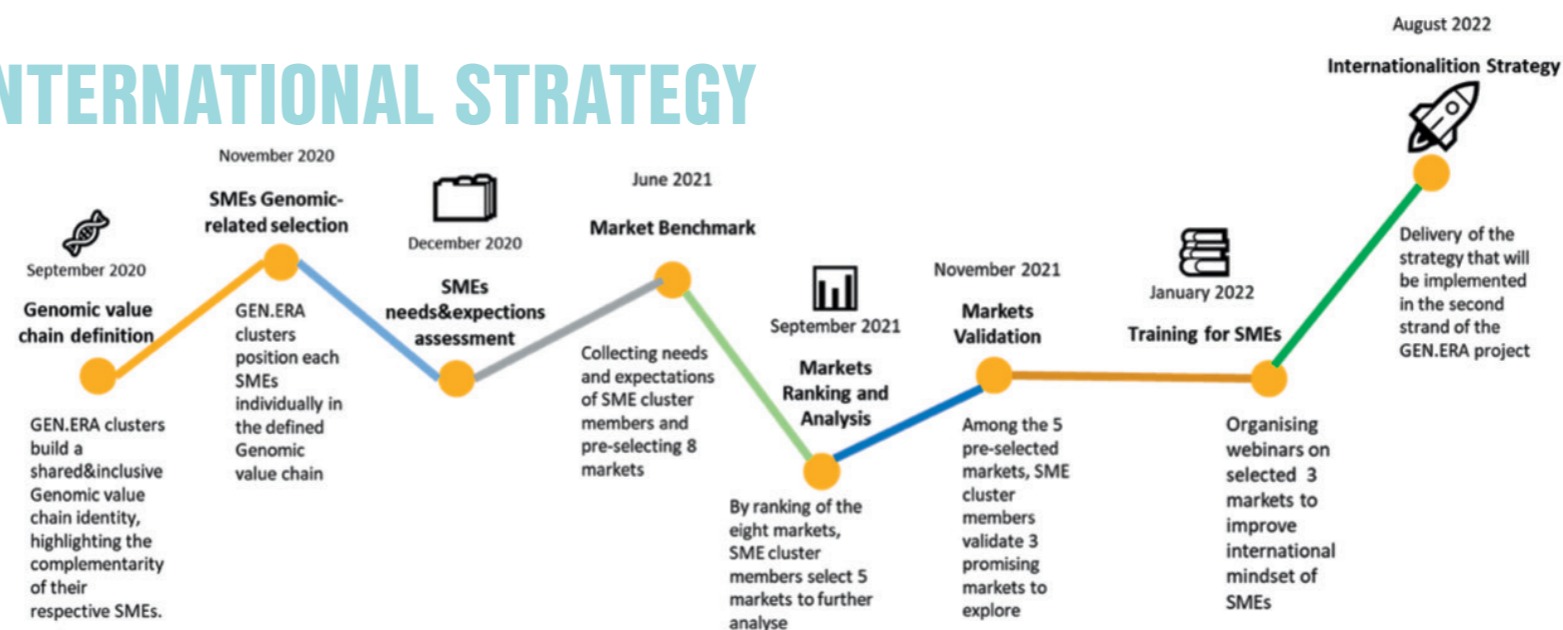 NTERNATIONAL STRATEGY
September 2020
Genomic value
chain definition
GEN.ERA clusters
build a
shared&inclusive
Genomic value
chain identity,
highlighting the
complementarity
of their
respective SMEs.
November 2020
SMEs Genomic-
related selection
GEN.ERA
clusters
position each
SMEs
individually in
the defined
Genomic
value chain
December 2020
SMEs
needs&expections
assessment
June 2021
Market Benchmark
Collecting needs
and expectations
of SME cluster
members and
pre-selecting 8
markets
September 2021
Markets
Ranking and
Analysis
By ranking of the
eight markets,
SME cluster
members select 5
markets to further
analyse
November 2021
Markets
Validation
Among the 5
pre-selected
markets, SME
cluster
members
validate 3
promising
markets to
explore
January 2022
Training for SMEs
Organising
webinars on
selected 3
markets to
improve
international
mindset of
SMEs
August 2022
Internationalition Strategy
Delivery of the
strategy that will
be implemented
in the second
strand of the
GEN.ERA project